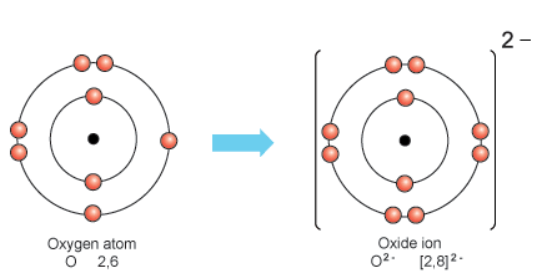 2 –
Oxygen atom
O 2,6
Oxide ion
O²⁻ [2,8]²⁻